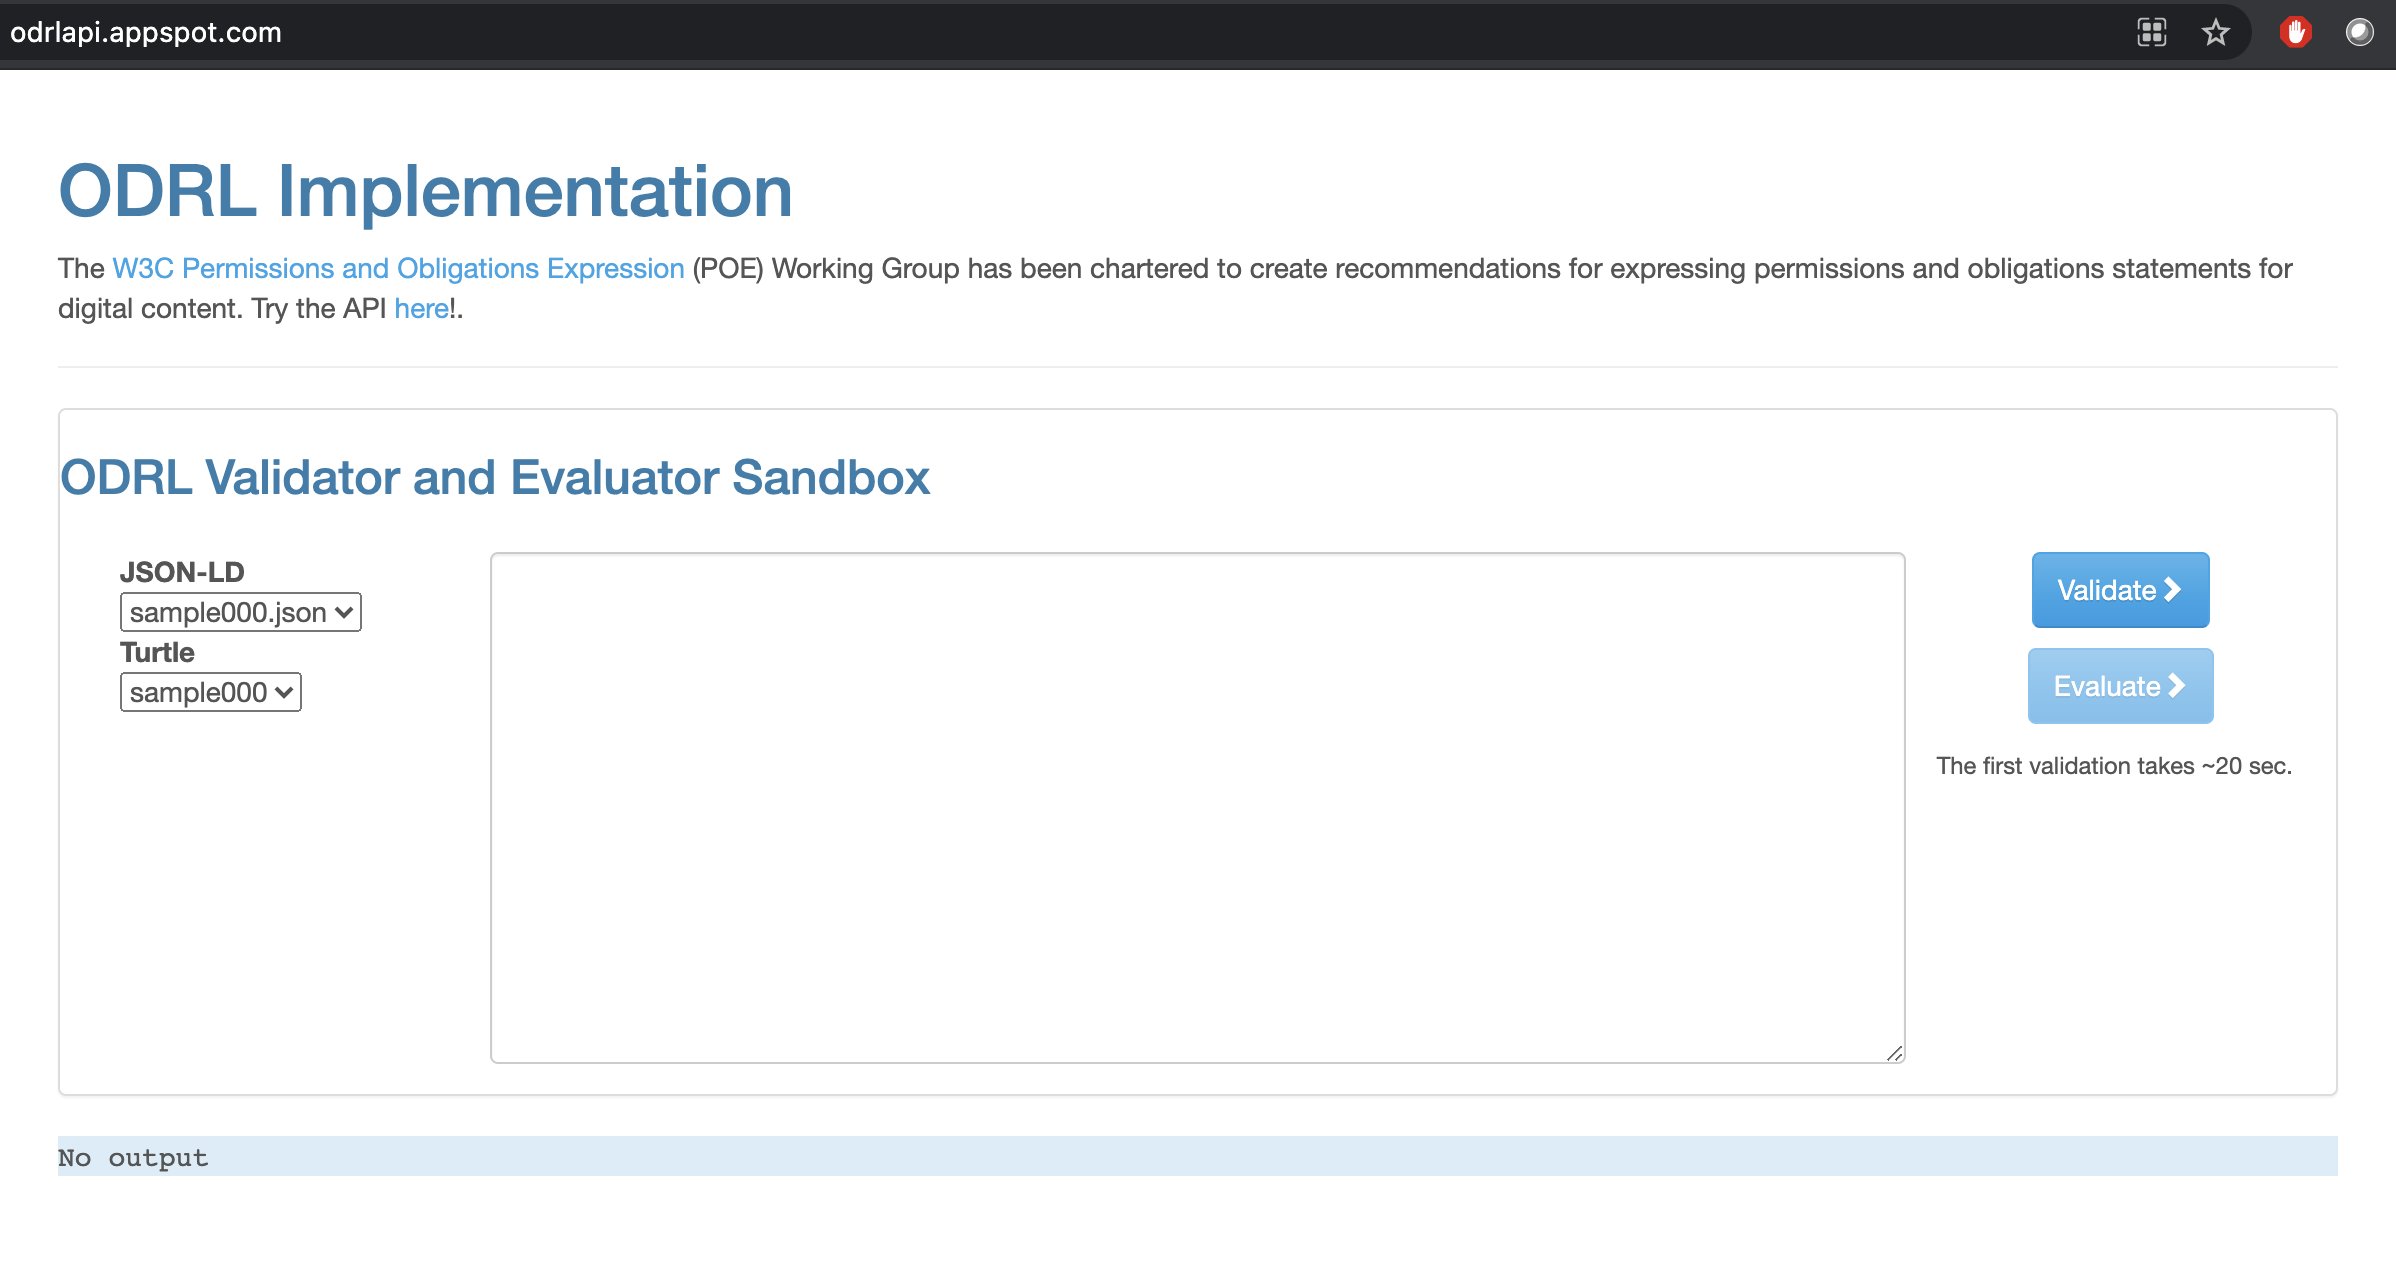 odrlapi.appspot.com
ODRL Implementation
The W3C Permissions and Obligations Expression (POE) Working Group has been chartered to create recommendations for expressing permissions and obligations statements for
digital content. Try the API here!.
ODRL Validator and Evaluator Sandbox
JSON-LD
sample000.json
Turtle
sample000
Validate
Evaluate
The first validation takes ~20 sec.
No output